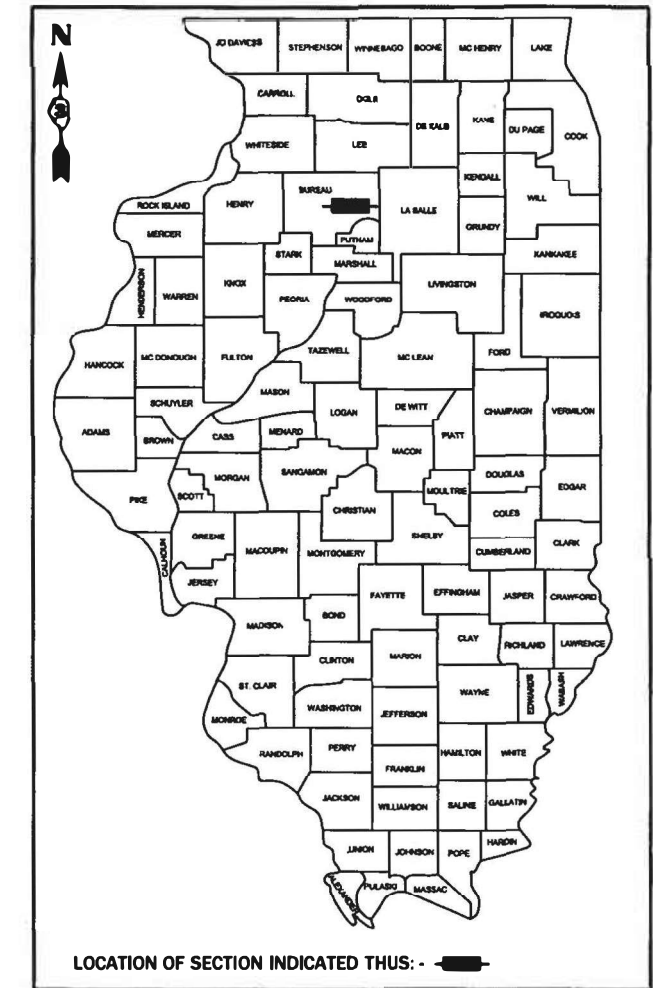 N
JO DAVIESS STEPHENSON WINNEBAGO BOONE MC HENRY LAKE
CARROLL OGLE DE KALB KANE DU PAGE COOK
WHITESIDE LEE
KENDALL WILL
ROCK ISLAND HENRY BUREAU LA SALLE
MERCER PUTNAM GRUNDY
STARK MARSHALL KANKAKEE
HENDERSON WARREN KNOX PEORIA WOODFORD LIVINGSTON IROQUOIS
HANCOCK MC DONOUGH FULTON TAZEWELL MC LEAN FORD
SCHUYLER MASON
ADAMS BROWN CASS MENARD LOGAN DE WITT PIATT CHAMPAIGN VERMILION
MACON
PIKE SCOTT MORGAN SANGAMON CHRISTIAN MOULTRIE DOUGLAS EDGAR
COLES
CALHOUN GREENE MACOUPIN MONTGOMERY SHELBY CUMBERLAND CLARK
JERSEY
MADISON BOND FAYETTE EFFINGHAM JASPER CRAWFORD
CLINTON MARION CLAY RICHLAND LAWRENCE
ST. CLAIR WASHINGTON JEFFERSON WAYNE EDWARDS WABASH
MONROE
RANDOLPH PERRY FRANKLIN HAMILTON WHITE
JACKSON WILLIAMSON SALINE GALLATIN
UNION JOHNSON POPE HARDIN
ALEXANDER PULASKI MASSAC
LOCATION OF SECTION INDICATED THUS: -